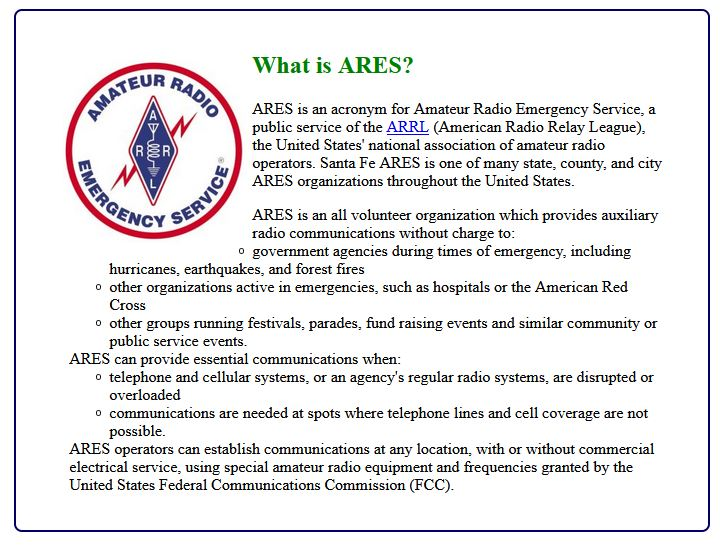 What is ARES?
AMATEUR RADIO
A
R R
L
EMERGENCY SERVICE
®
ARES is an acronym for Amateur Radio Emergency Service, a
public service of the ARRL (American Radio Relay League),
the United States' national association of amateur radio
operators. Santa Fe ARES is one of many state, county, and city
ARES organizations throughout the United States.
ARES is an all volunteer organization which provides auxiliary
radio communications without charge to:
government agencies during times of emergency, including
hurricanes, earthquakes, and forest fires
other organizations active in emergencies, such as hospitals or the American Red
Cross
other groups running festivals, parades, fund raising events and similar community or
public service events.
ARES can provide essential communications when:
telephone and cellular systems, or an agency's regular radio systems, are disrupted or
overloaded
communications are needed at spots where telephone lines and cell coverage are not
possible.
ARES operators can establish communications at any location, with or without commercial
electrical service, using special amateur radio equipment and frequencies granted by the
United States Federal Communications Commission (FCC).